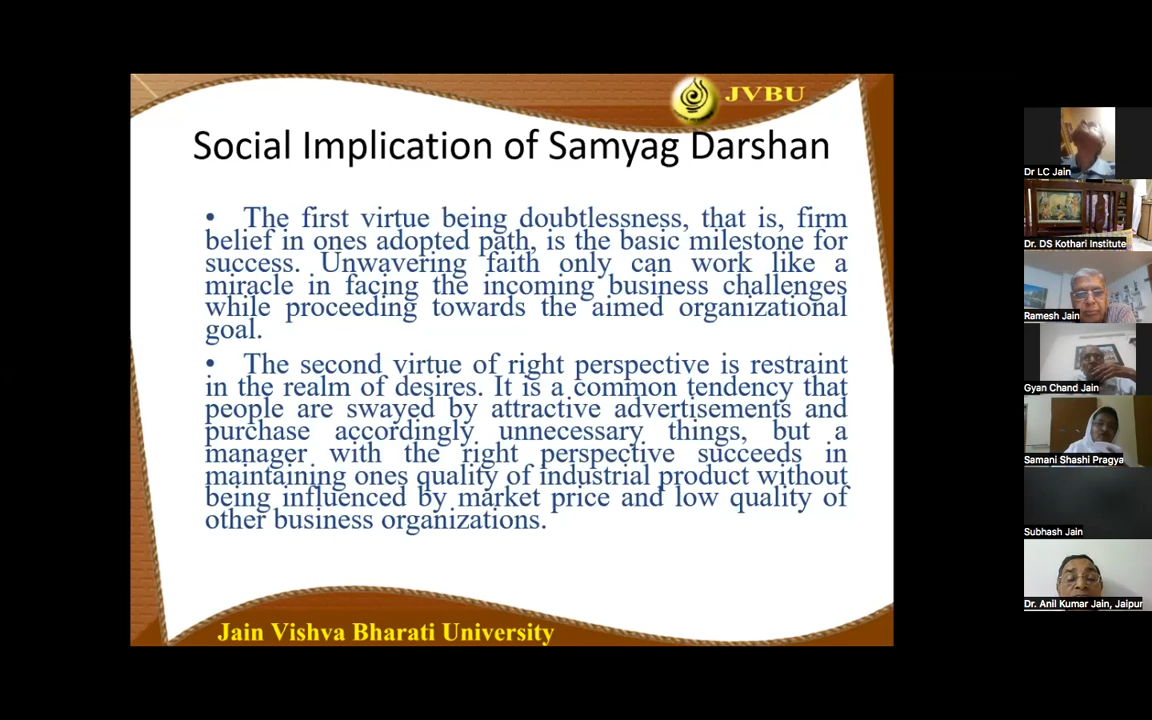 JVBU
Social Implication of Samyag Darshan
• The first virtue being doubtlessness, that is, firm
belief in ones adopted path, is the basic milestone for
success. Unwavering faith only can work like a
miracle in facing the incoming business challenges
while proceeding towards the aimed organizational
goal.
• The second virtue of right perspective is restraint
in the realm of desires. It is a common tendency that
people are swayed by attractive advertisements and
purchase accordingly unnecessary things, but a
manager with the right perspective succeeds in
maintaining ones quality of industrial product without
being influenced by market price and low quality of
other business organizations.
Jain Vishva Bharati University
Dr LC Jain
Dr. DS Kothari Institute
Ramesh Jain
Gyan Chand Jain
Samani Shashi Pragya
Subhash Jain
Dr. Anil Kumar Jain, Jaipur